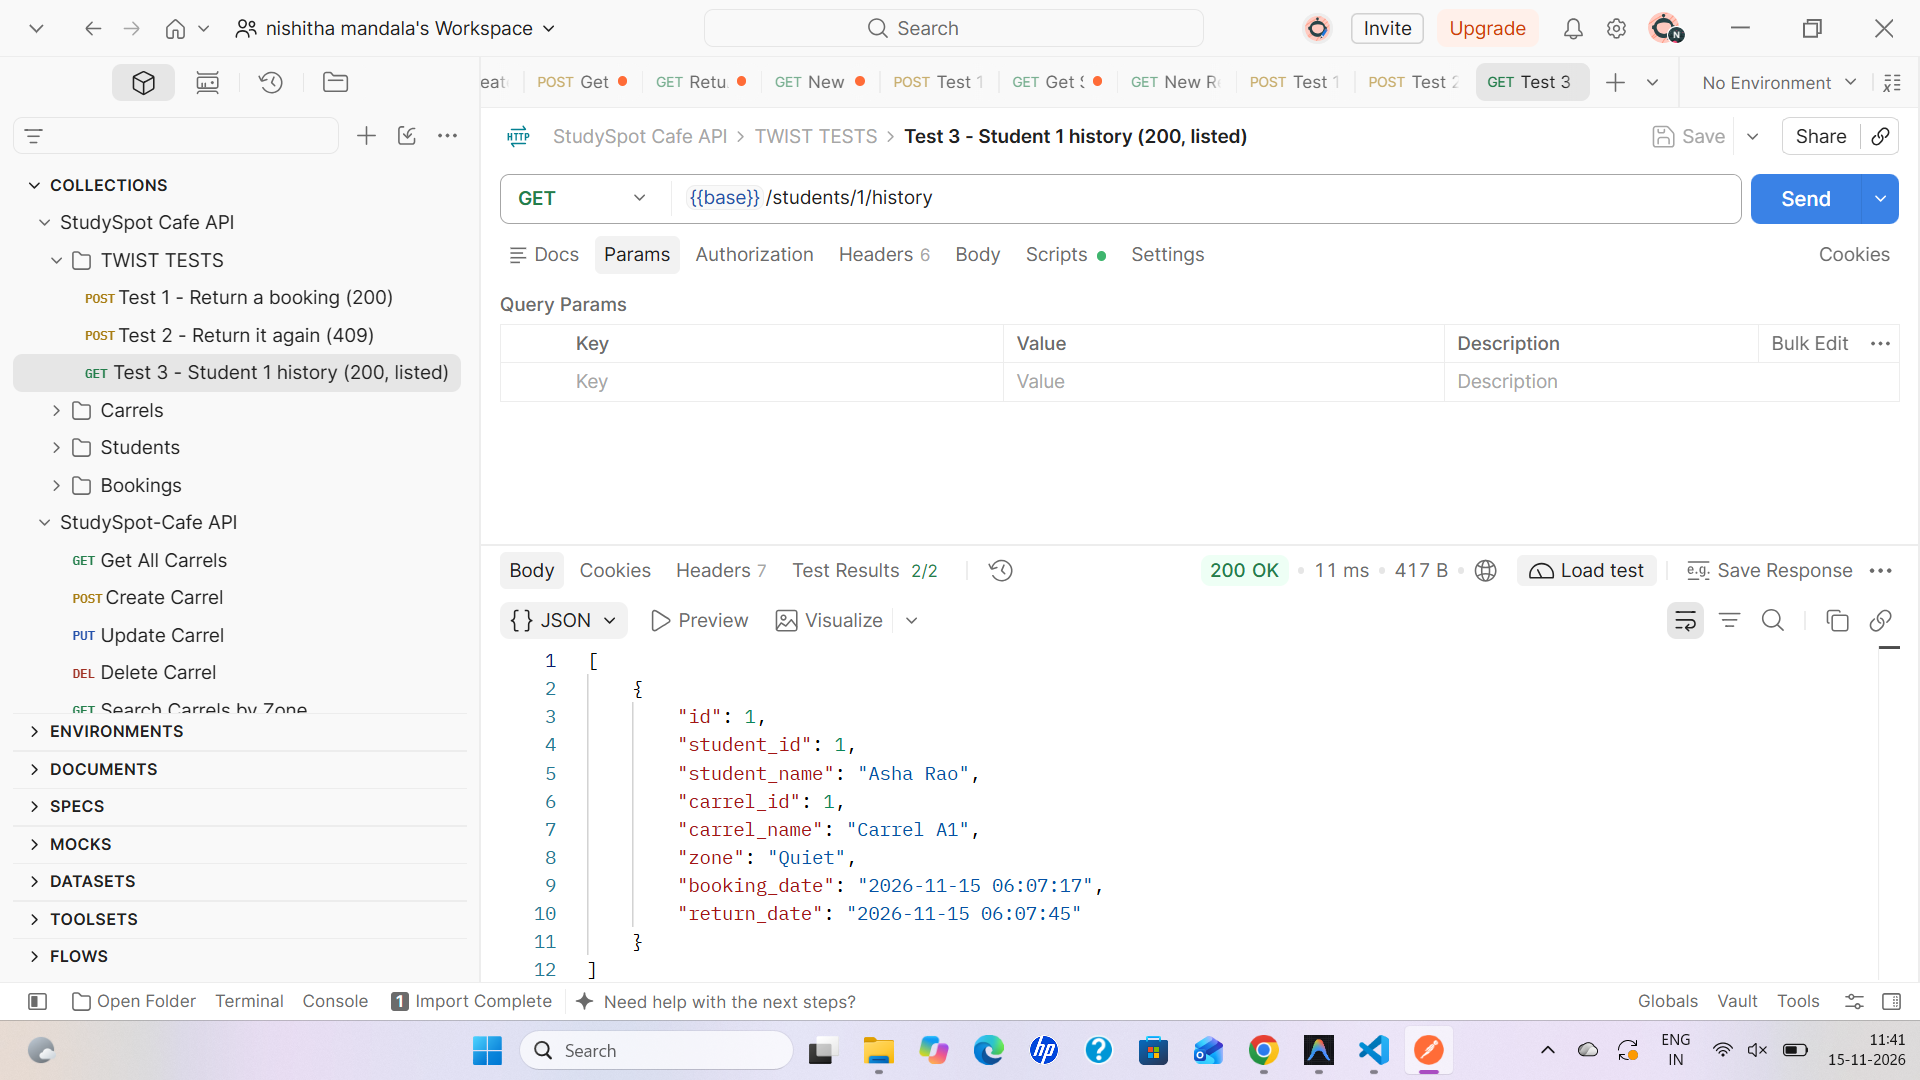 nishitha mandala's Workspace
Search
Invite
Upgrade
N
POST Get
GET Retu
GET New
POST Test 1
GET Get
GET New R
POST Test 1
POST Test 2
GET Test 3
No Environment
HTTP
StudySpot Cafe API > TWIST TESTS > Test 3 - Student 1 history (200, listed)
Save
Share
COLLECTIONS
StudySpot Cafe API
TWIST TESTS
POST Test 1 - Return a booking (200)
POST Test 2 - Return it again (409)
GET Test 3 - Student 1 history (200, listed)
Carrels
Students
Bookings
StudySpot-Cafe API
GET Get All Carrels
POST Create Carrel
PUT Update Carrel
DEL Delete Carrel
GET Search Carrels by Zone
ENVIRONMENTS
DOCUMENTS
SPECS
MOCKS
DATASETS
TOOLSETS
FLOWS
GET
{{base}}/students/1/history
Send
Docs
Params
Authorization
Headers 6
Body
Scripts
Settings
Cookies
Query Params
Key Value Description Bulk Edit
Key Value Description
Body
Cookies
Headers 7
Test Results 2/2
200 OK
11 ms
417 B
Load test
e.g. Save Response
{} JSON
Preview
Visualize
1 [
2 {
3 "id": 1,
4 "student_id": 1,
5 "student_name": "Asha Rao",
6 "carrel_id": 1,
7 "carrel_name": "Carrel A1",
8 "zone": "Quiet",
9 "booking_date": "2026-11-15 06:07:17",
10 "return_date": "2026-11-15 06:07:45"
11 }
12 ]
Open Folder
Terminal
Console
1 Import Complete
Need help with the next steps?
Globals
Vault
Tools
Search
hp
ENG
IN
11:41
15-11-2026